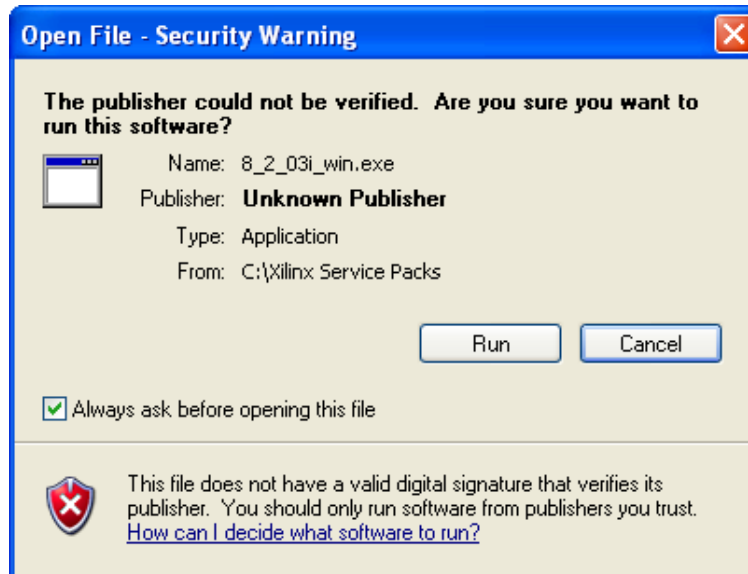 Open File - Security Warning
The publisher could not be verified.  Are you sure you want to
run this software?
Name: 8_2_03i_win.exe
Publisher: Unknown Publisher
Type: Application
From: C:\Xilinx Service Packs
Run Cancel
Always ask before opening this file
This file does not have a valid digital signature that verifies its
publisher.  You should only run software from publishers you trust.
How can I decide what software to run?